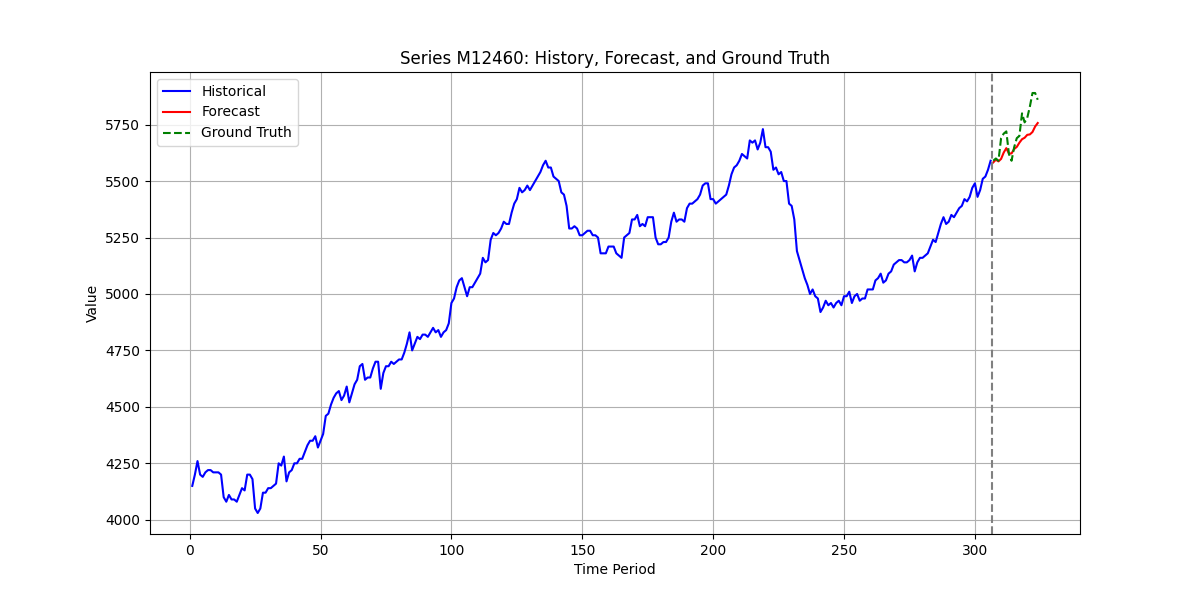 Series M12460: History, Forecast, and Ground Truth
Historical
Forecast
Ground Truth
5750
5500
5250
5000
4750
4500
4250
4000
Value
0 50 100 150 200 250 300
Time Period